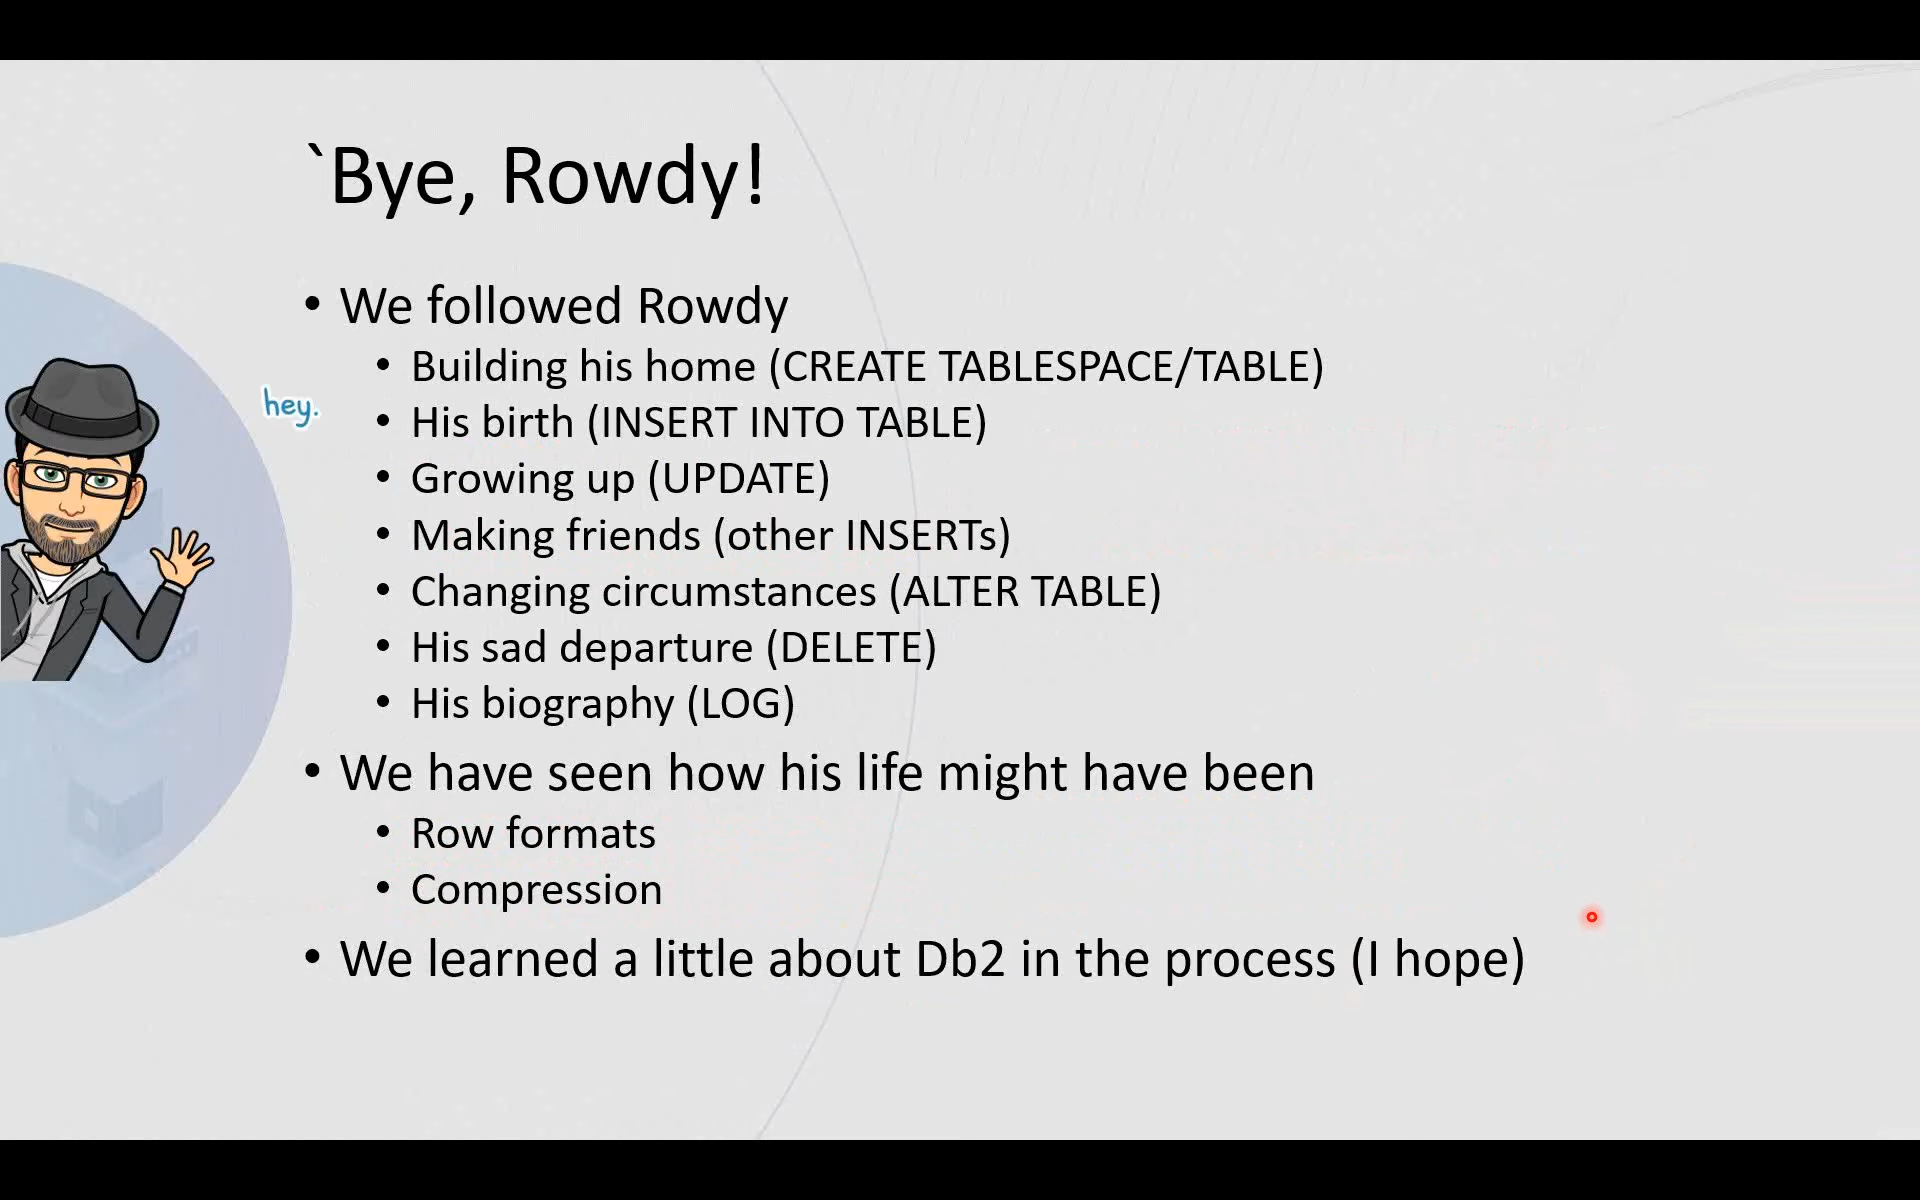 `Bye, Rowdy!
• We followed Rowdy
• Building his home (CREATE TABLESPACE/TABLE)
hey.
• His birth (INSERT INTO TABLE)
• Growing up (UPDATE)
• Making friends (other INSERTs)
• Changing circumstances (ALTER TABLE)
• His sad departure (DELETE)
• His biography (LOG)
• We have seen how his life might have been
• Row formats
• Compression
• We learned a little about Db2 in the process (I hope)